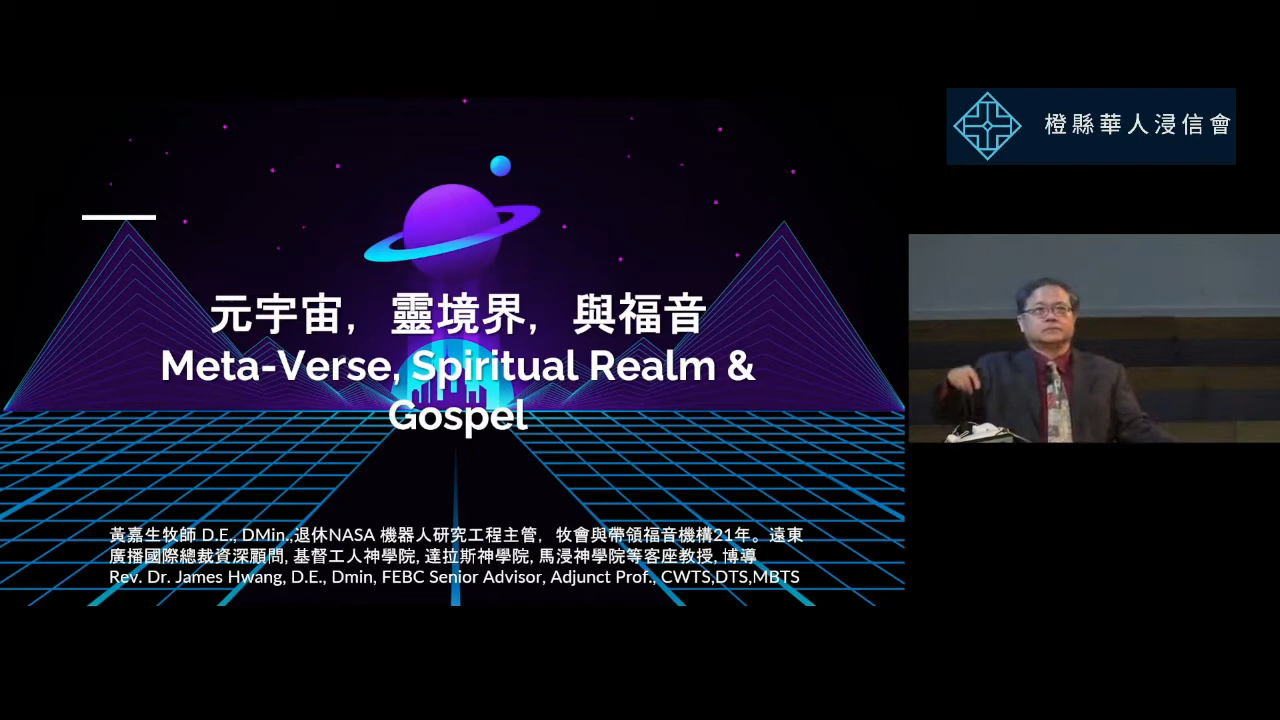 橙縣華人浸信會
元宇宙，靈境界，與福音
Meta-Verse, Spiritual Realm &
Gospel
黃嘉生牧師 D.E., DMin.,退休NASA 機器人研究工程主管，牧會與帶領福音機構21年。遠東
廣播國際總裁資深顧問, 基督工人神學院, 達拉斯神學院, 馬浸神學院等客座教授, 博導
Rev. Dr. James Hwang, D.E., Dmin, FEBC Senior Advisor, Adjunct Prof., CWTS,DTS,MBTS